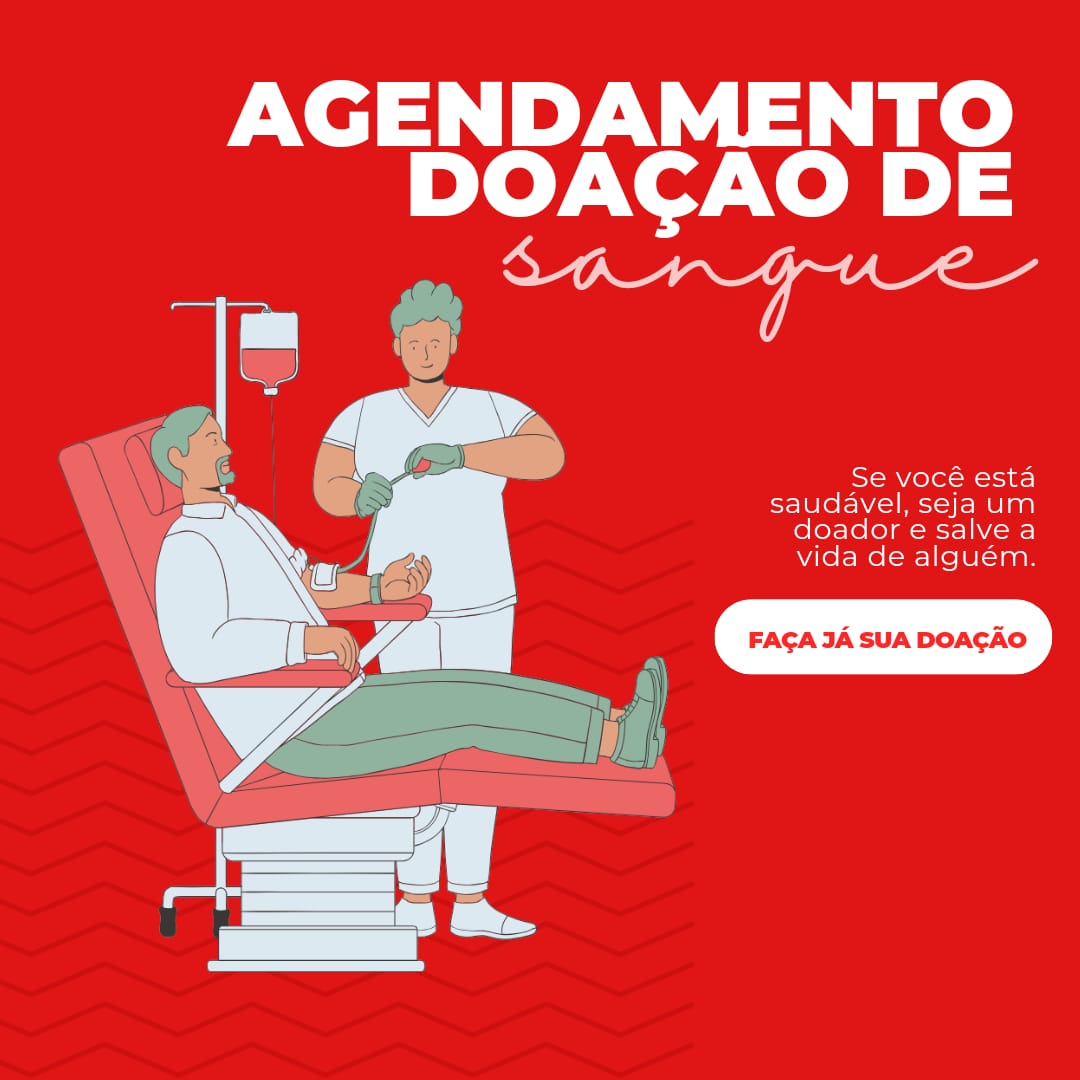 AGENDAMENTO
DOAÇÃO DE
sangue
Se você está
saudável, seja um
doador e salve a
vida de alguém.
FAÇA JÁ SUA DOAÇÃO